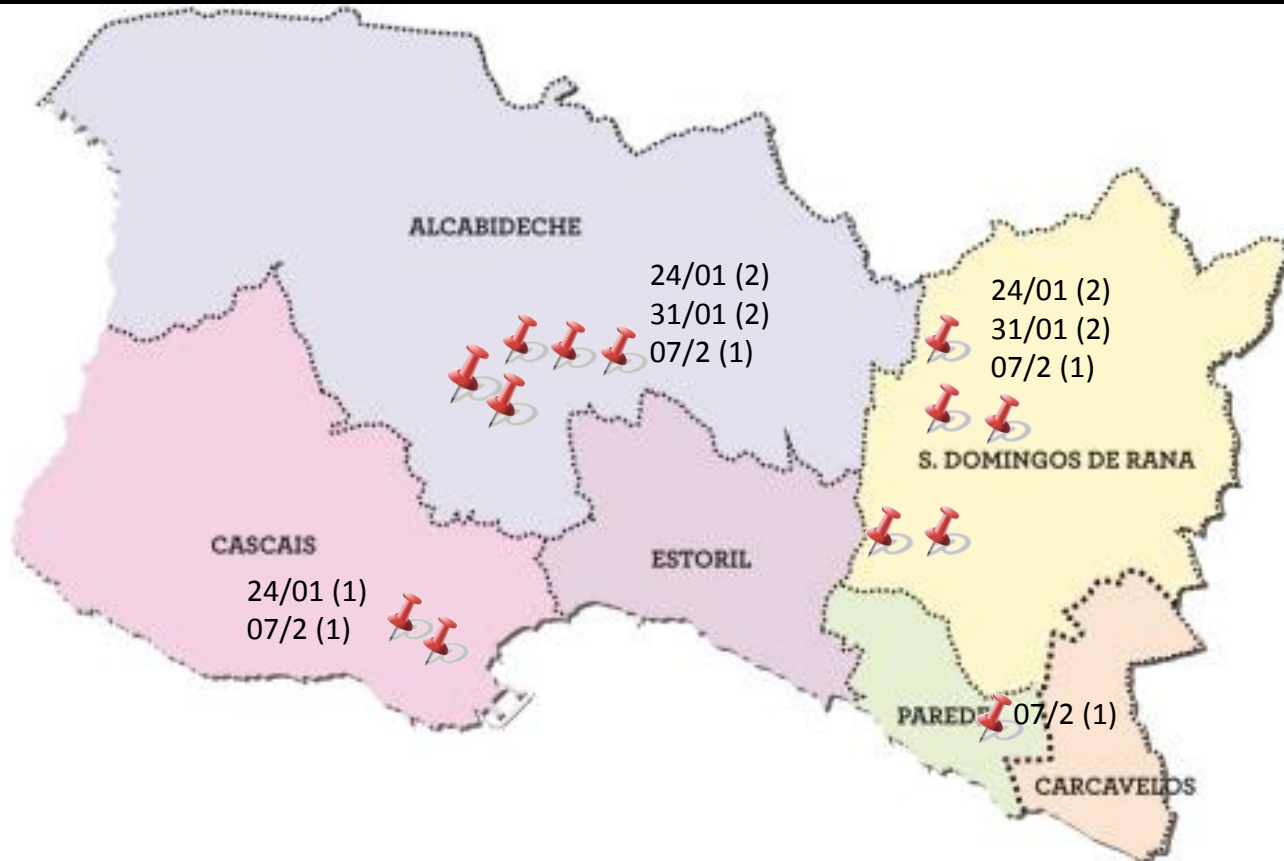 ALCABIDECHE
24/01 (2)
31/01 (2)
07/2 (1)
24/01 (2)
31/01 (2)
07/2 (1)
S. DOMINGOS DE RANA
CASCAIS
24/01 (1)
07/2 (1)
ESTORIL
PAREDE
07/2 (1)
CARCAVELOS